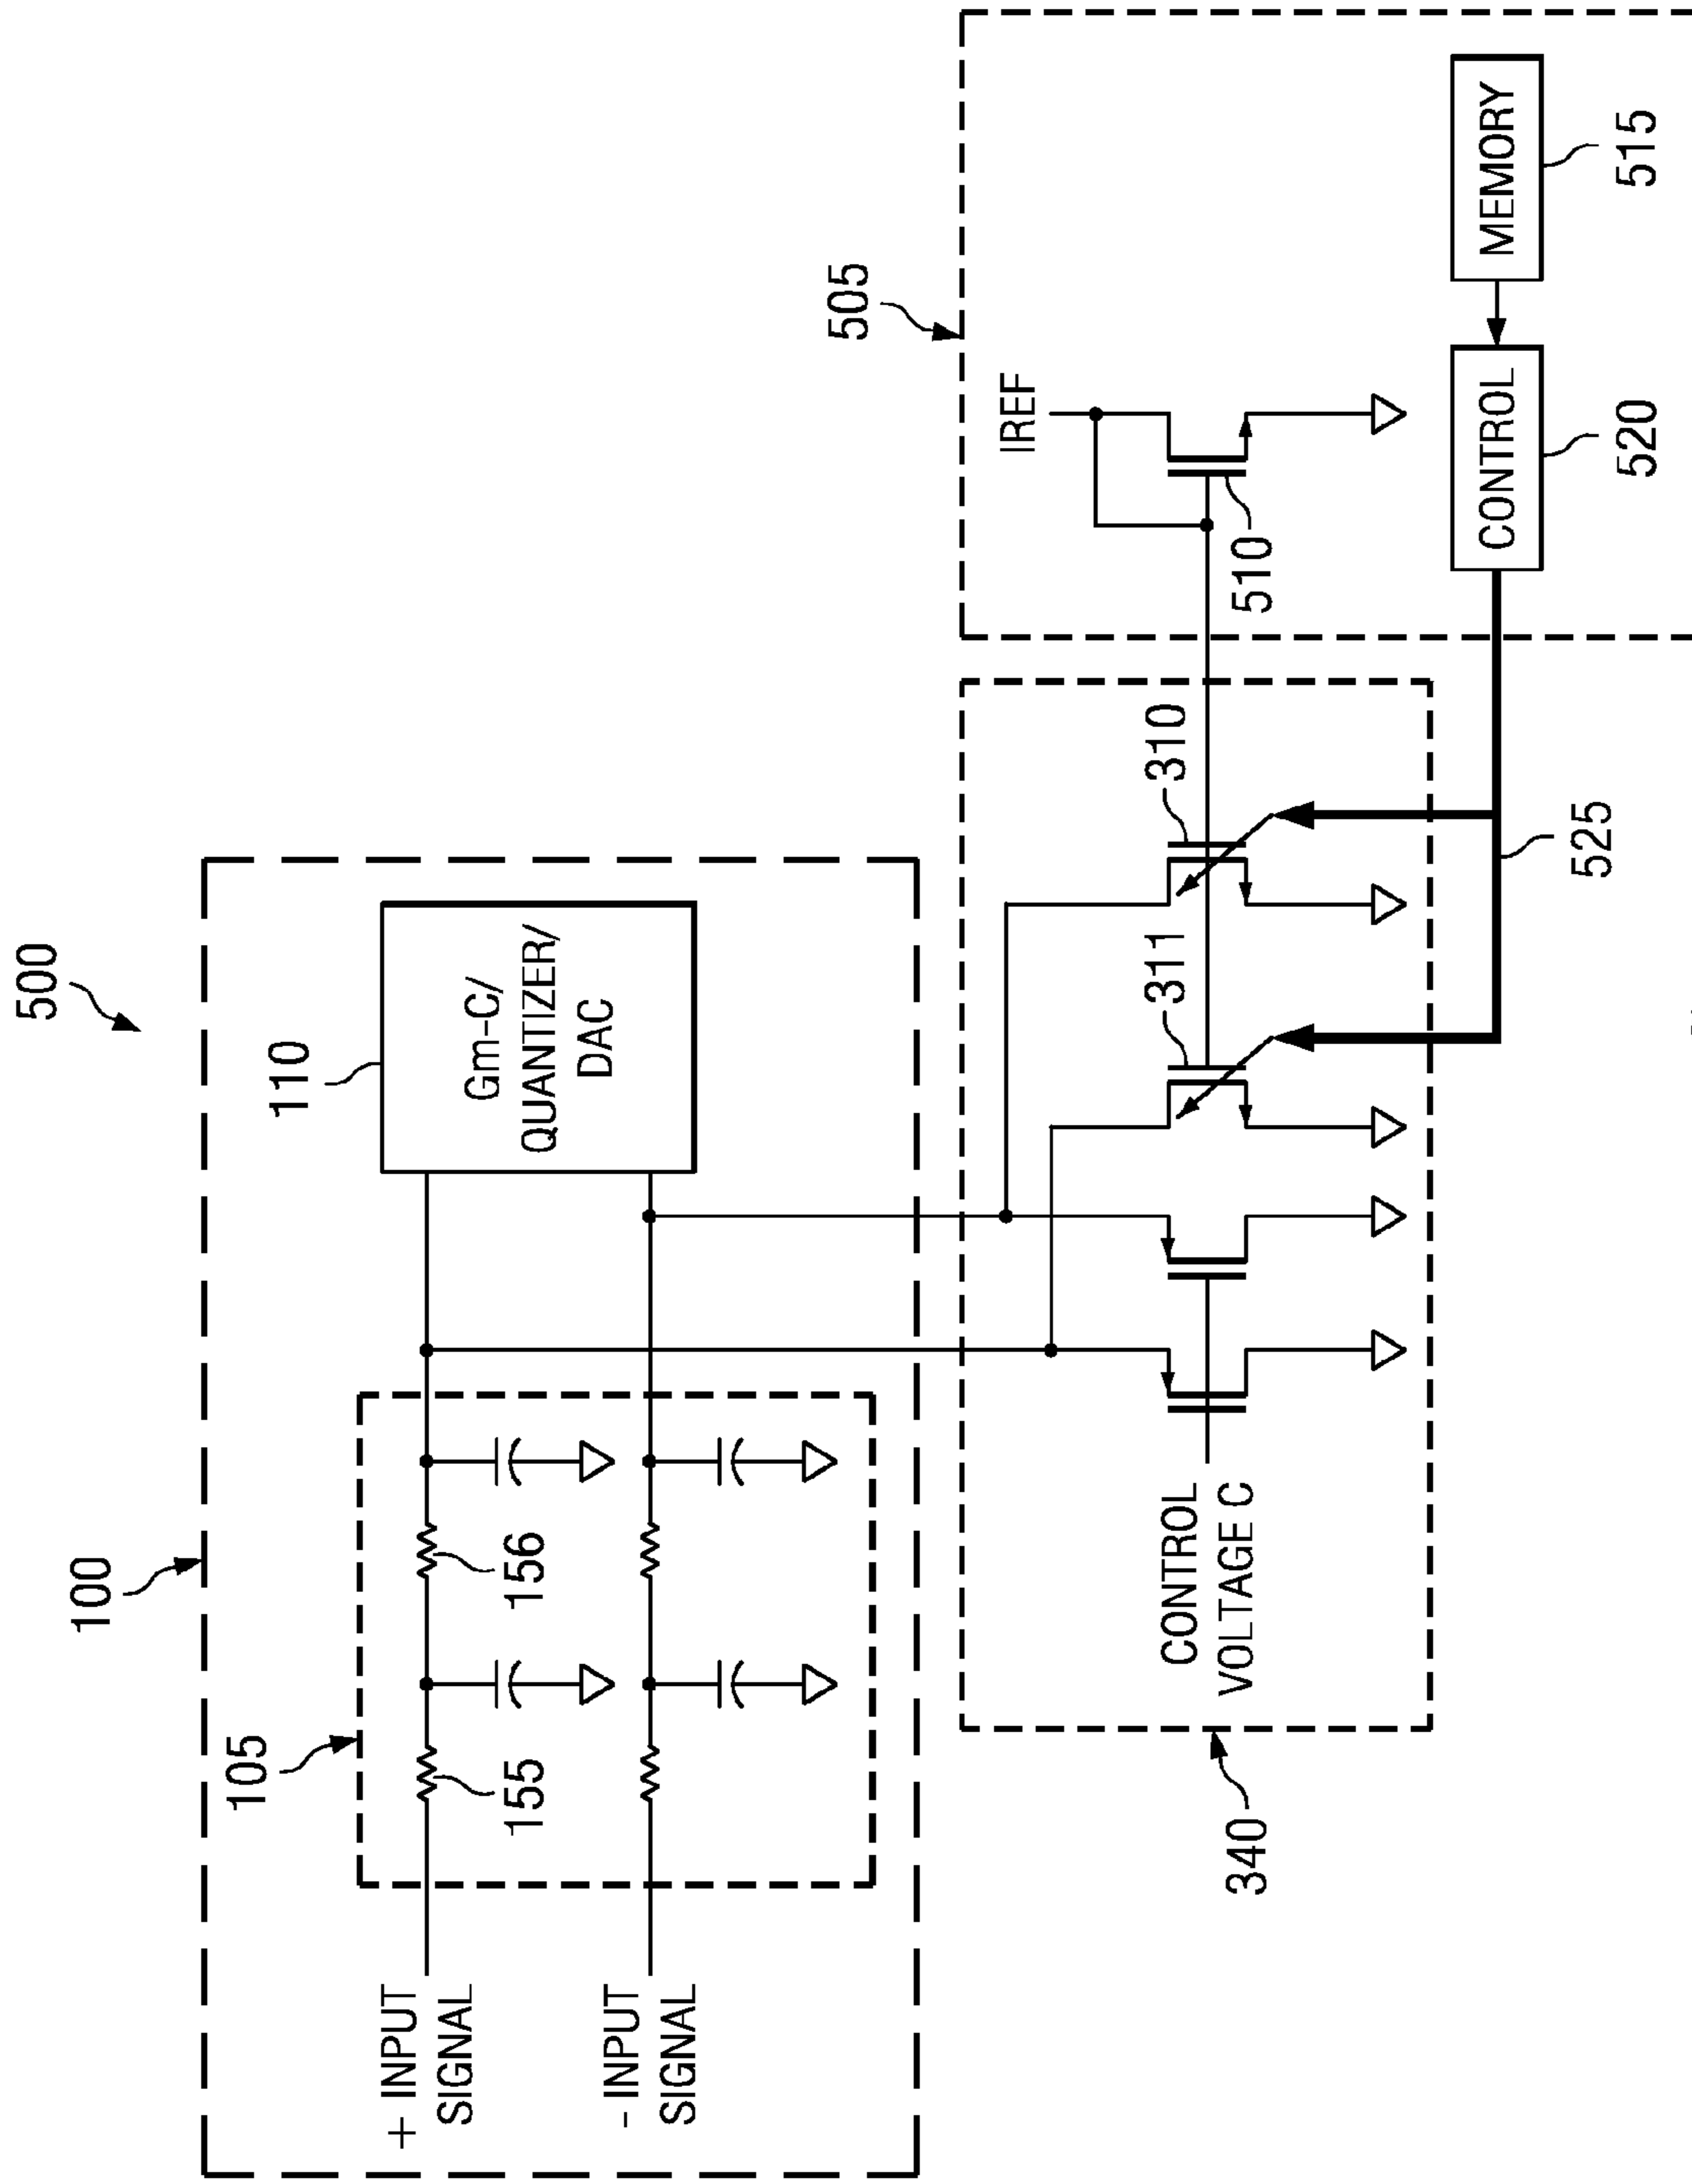 500
100
110
105
Gm-C/
QUANTIZER/
DAC
+ INPUT
SIGNAL
155
156
- INPUT
SIGNAL
505
IREF
340
CONTROL
VOLTAGE C
311
310
510
CONTROL
MEMORY
525
520
515